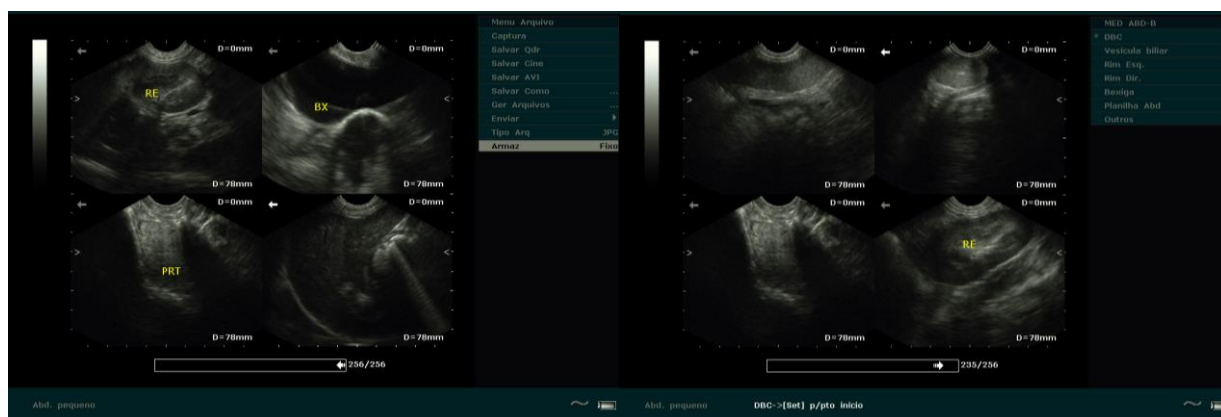 D=0mm
D=0mm
RE
BX
D=78mm
D=78mm
D=0mm
D=0mm
PRT
D=78mm
D=78mm
256/256
Menu Arquivo
Captura
Salvar Qdr
Salvar Cine
Salvar AVI
Salvar Como ...
Ger Arquivos ...
Enviar
Tipo Arq JPG
Armaz Fixo
Abd. pequeno
D=0mm
D=0mm
D=78mm
D=78mm
D=0mm
D=0mm
RE
D=78mm
D=78mm
235/256
MED ABD-B
DBC
Vesícula biliar
Rim Esq.
Rim Dir.
Bexiga
Planilha Abd
Outros
Abd. pequeno DBC->[Set] p/pto início